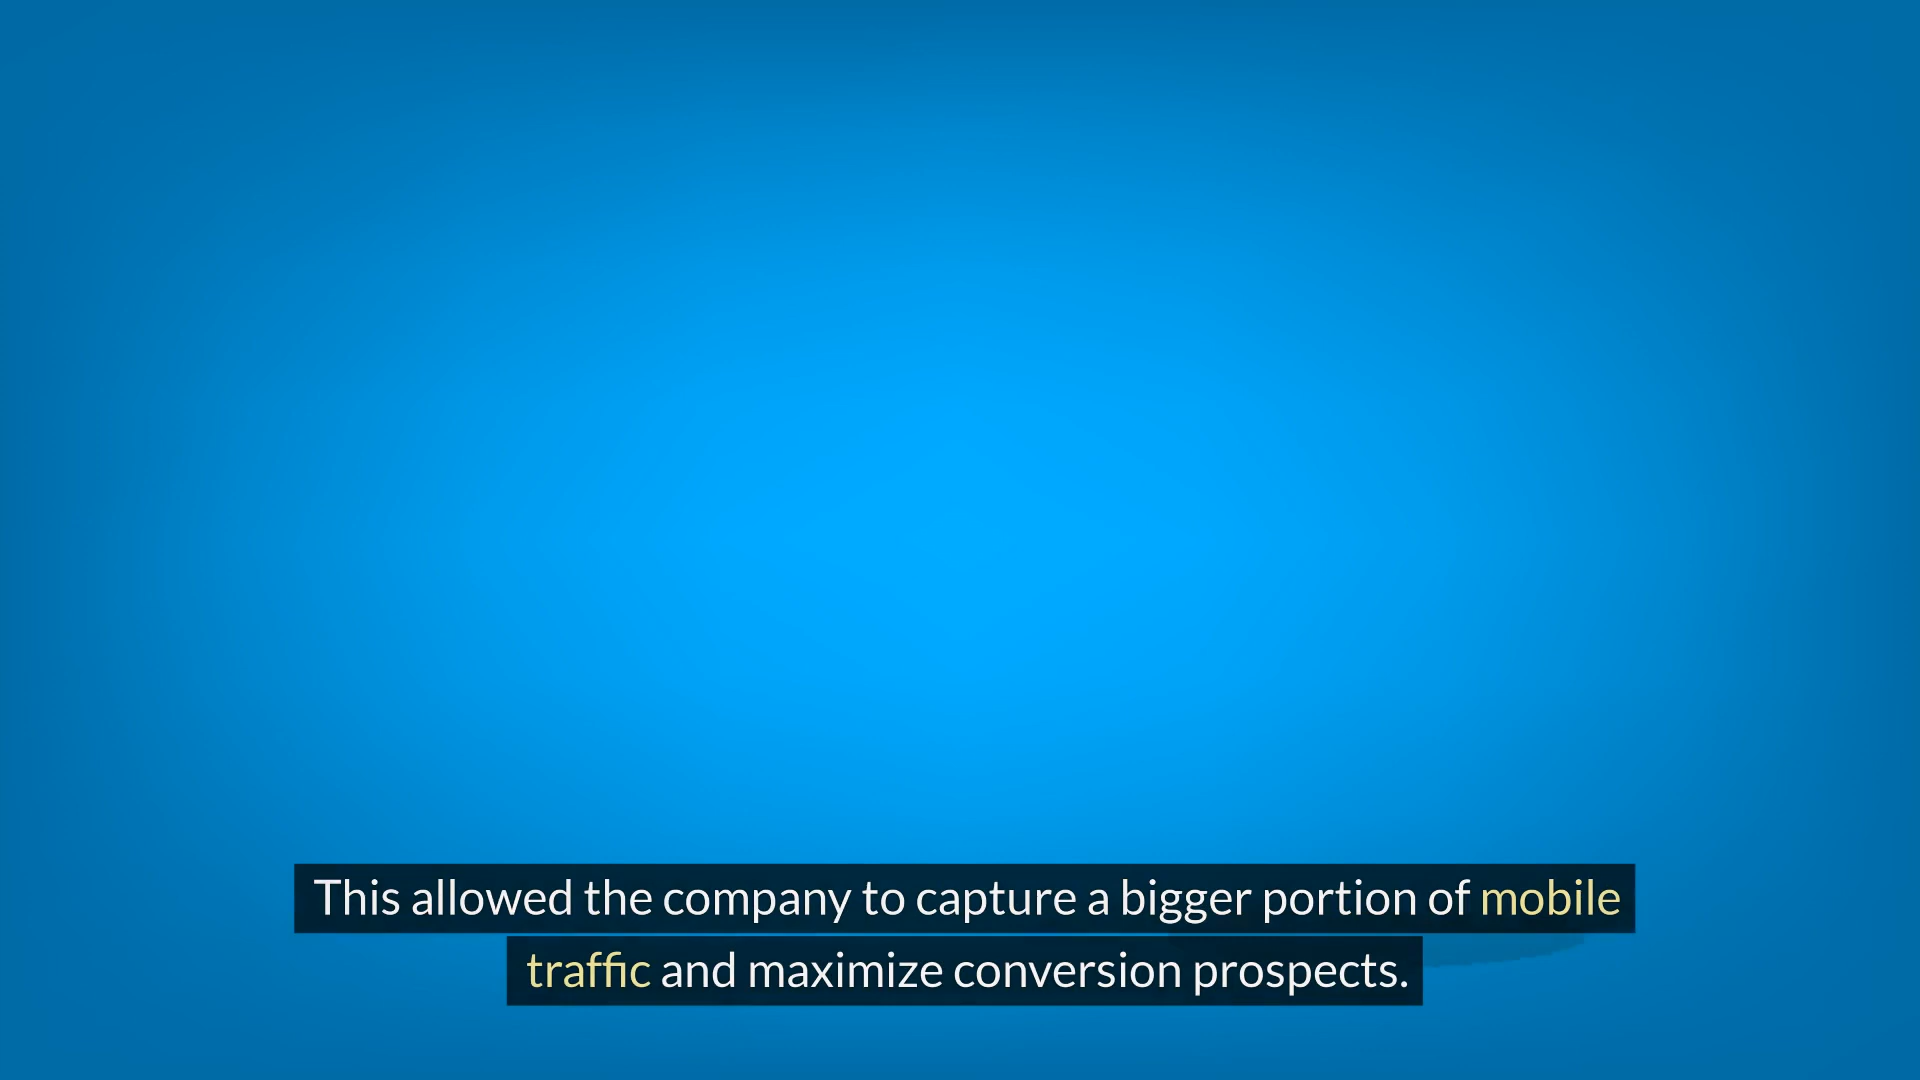 This allowed the company to capture a bigger portion of mobile
traffic and maximize conversion prospects.